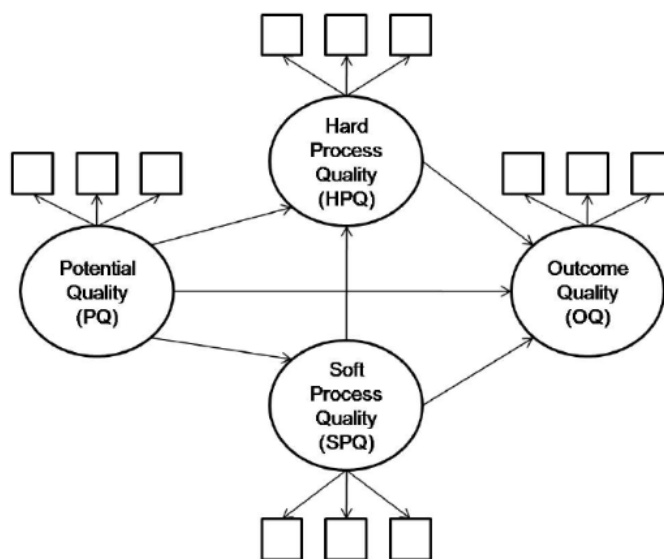 Hard
Process
Quality
(HPQ)
Potential
Quality
(PQ)
Outcome
Quality
(OQ)
Soft
Process
Quality
(SPQ)